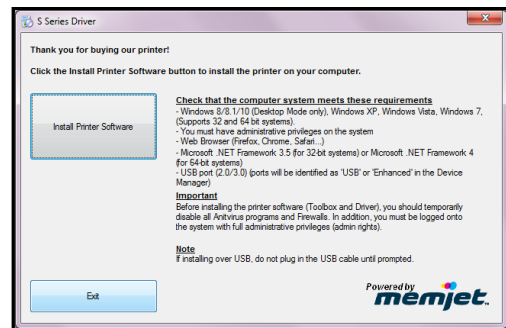 S Series Driver
Thank you for buying our printer!
Click the Install Printer Software button to install the printer on your computer.
Install Printer Software
Check that the computer system meets these requirements
- Windows 8/8.1/10 (Desktop Mode only), Windows XP, Windows Vista, Windows 7,
(Supports 32 and 64 bit systems).
- You must have administrative privileges on the system
- Web Browser (Firefox, Chrome, Safari...)
- Microsoft .NET Framework 3.5 (for 32-bit systems) or Microsoft .NET Framework 4
(for 64-bit systems)
- USB port (2.0/3.0) (ports will be identified as 'USB' or 'Enhanced' in the Device
Manager)
Important
Before installing the printer software (Toolbox and Driver), you should temporarily
disable all Antivirus programs and Firewalls. In addition, you must be logged onto
the system with full administrative privileges (admin rights).
Note
If installing over USB, do not plug in the USB cable until prompted.
Exit
Powered by
memjet.